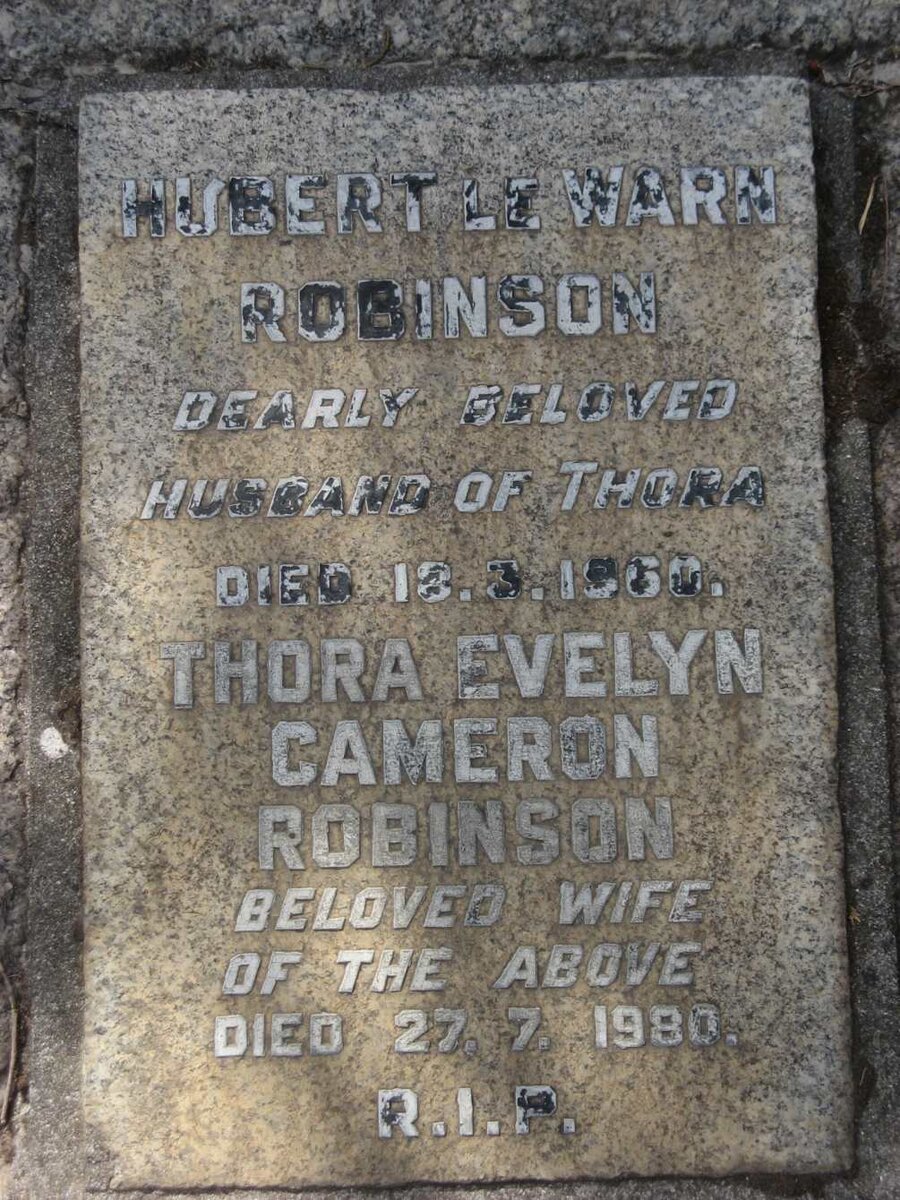 HUBERT LE WARN
ROBINSON
DEARLY BELOVED
HUSBAND OF THORA
DIED 18.3.1960.
THORA EVELYN
CAMERON
ROBINSON
BELOVED WIFE
OF THE ABOVE
DIED 27.7.1980.
R.I.P.